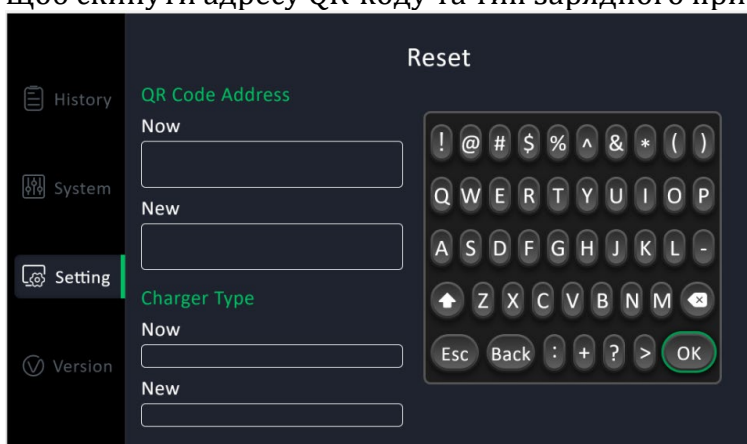 Щоб скинути адресу QR-коду та тип зарядного при
Reset
History
System
Setting
Version
QR Code Address
Now
New
Charger Type
Now
New
! @ # $ % ^ & * ( )
Q W E R T Y U I O P
A S D F G H J K L -
Z X C V B N M
Esc Back : + ? > OK